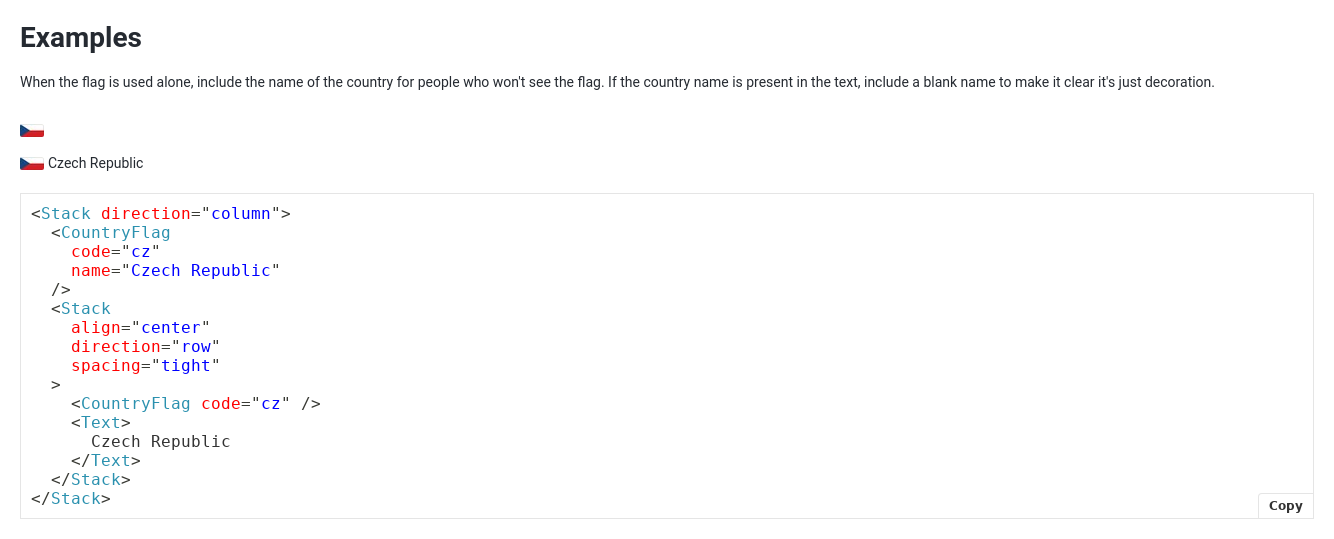 Examples
When the flag is used alone, include the name of the country for people who won't see the flag. If the country name is present in the text, include a blank name to make it clear it's just decoration.
Czech Republic
<Stack direction="column">
  <CountryFlag
    code="cz"
    name="Czech Republic"
  />
  <Stack
    align="center"
    direction="row"
    spacing="tight"
  >
    <CountryFlag code="cz" />
    <Text>
      Czech Republic
    </Text>
  </Stack>
</Stack>
Copy